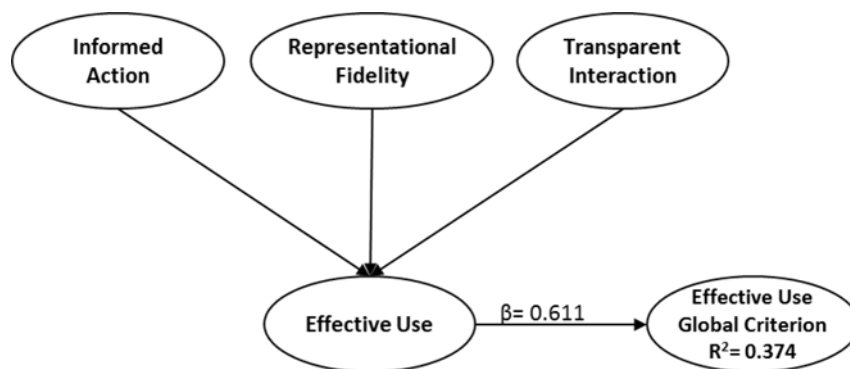 Informed
Action
Representational
Fidelity
Transparent
Interaction
Effective Use
β= 0.611
Effective Use
Global Criterion
R²= 0.374